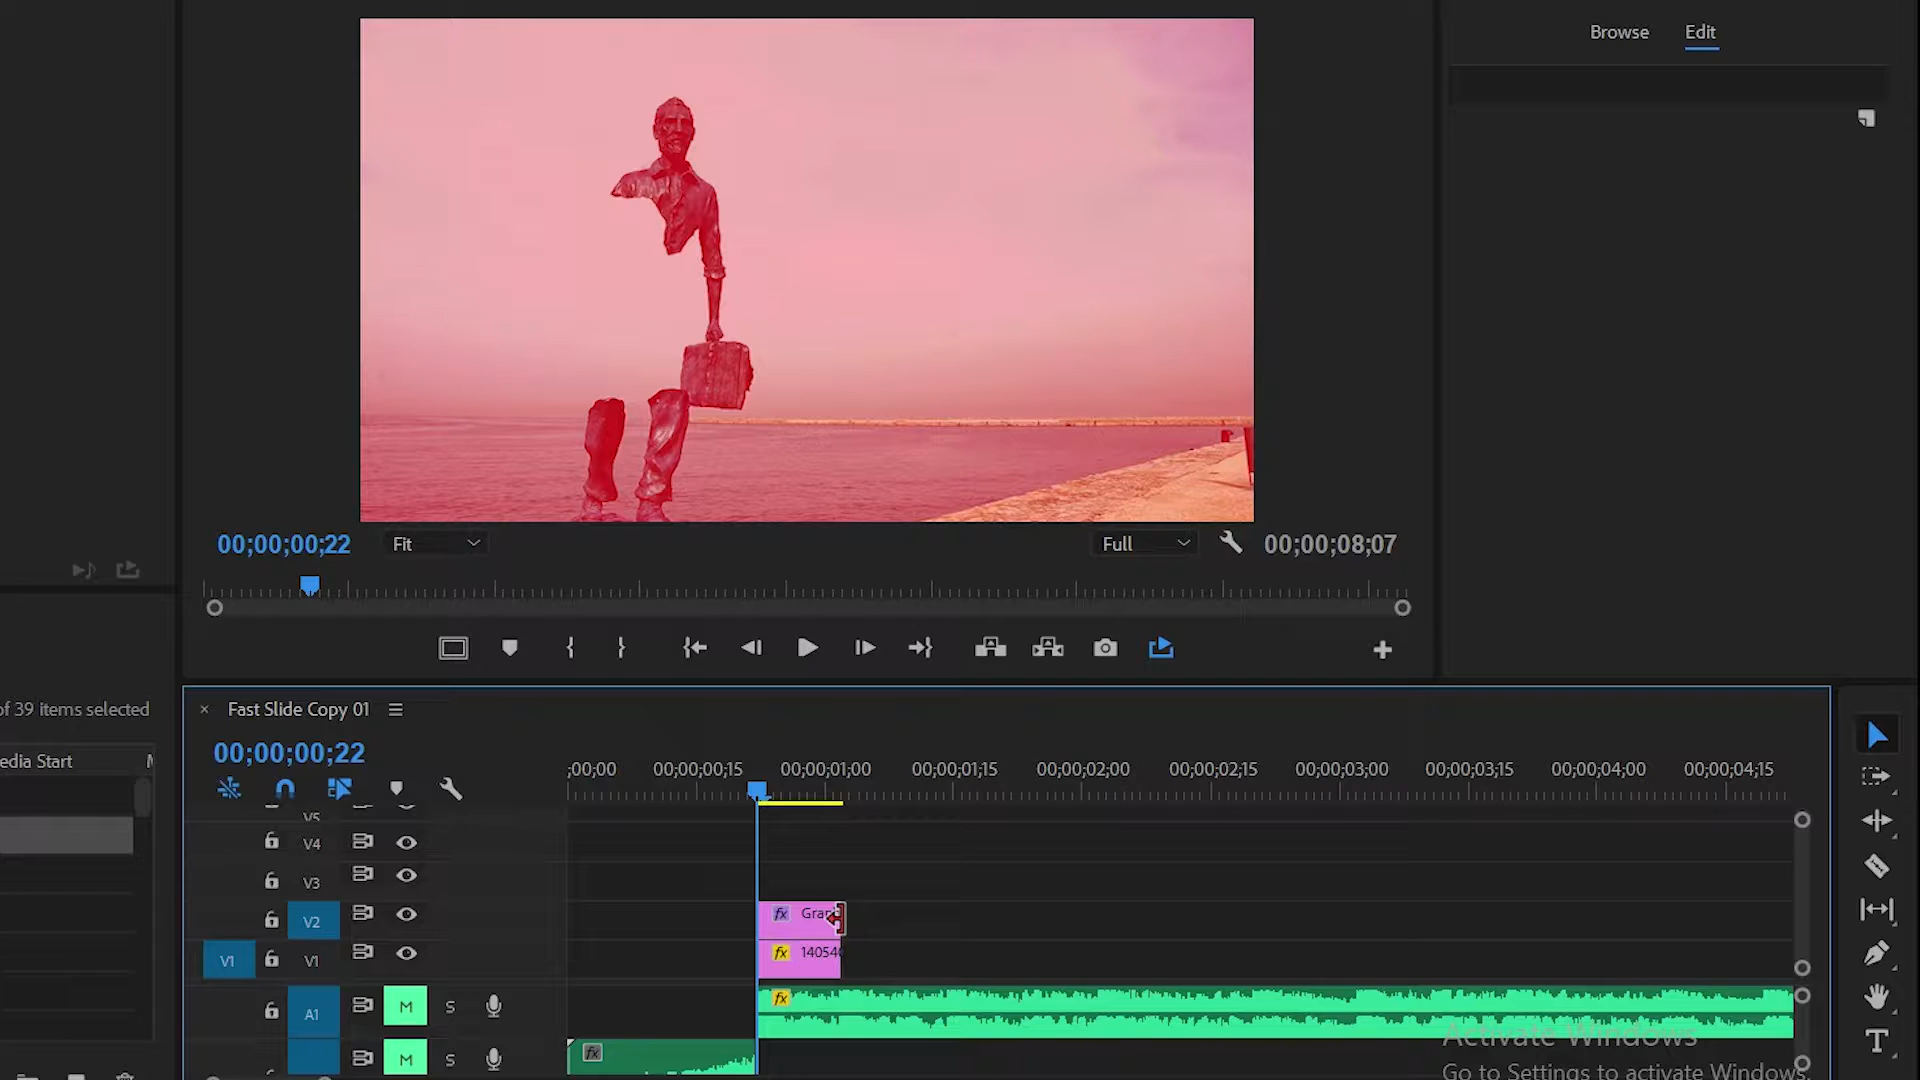 Browse Edit
00;00;00;22 Fit Full 00;00;08;07
of 39 items selected
edia Start
× Fast Slide Copy 01
00;00;00;22
;00;00 00;00;00;15 00;00;01;00 00;00;01;15 00;00;02;00 00;00;02;15 00;00;03;00 00;00;03;15 00;00;04;00 00;00;04;15
V5
V4
V3
V2 fx Gra
V1 V1 fx 14054
A1 M S fx
M S fx
T
Activate Windows
Go to Settings to activate Windows.